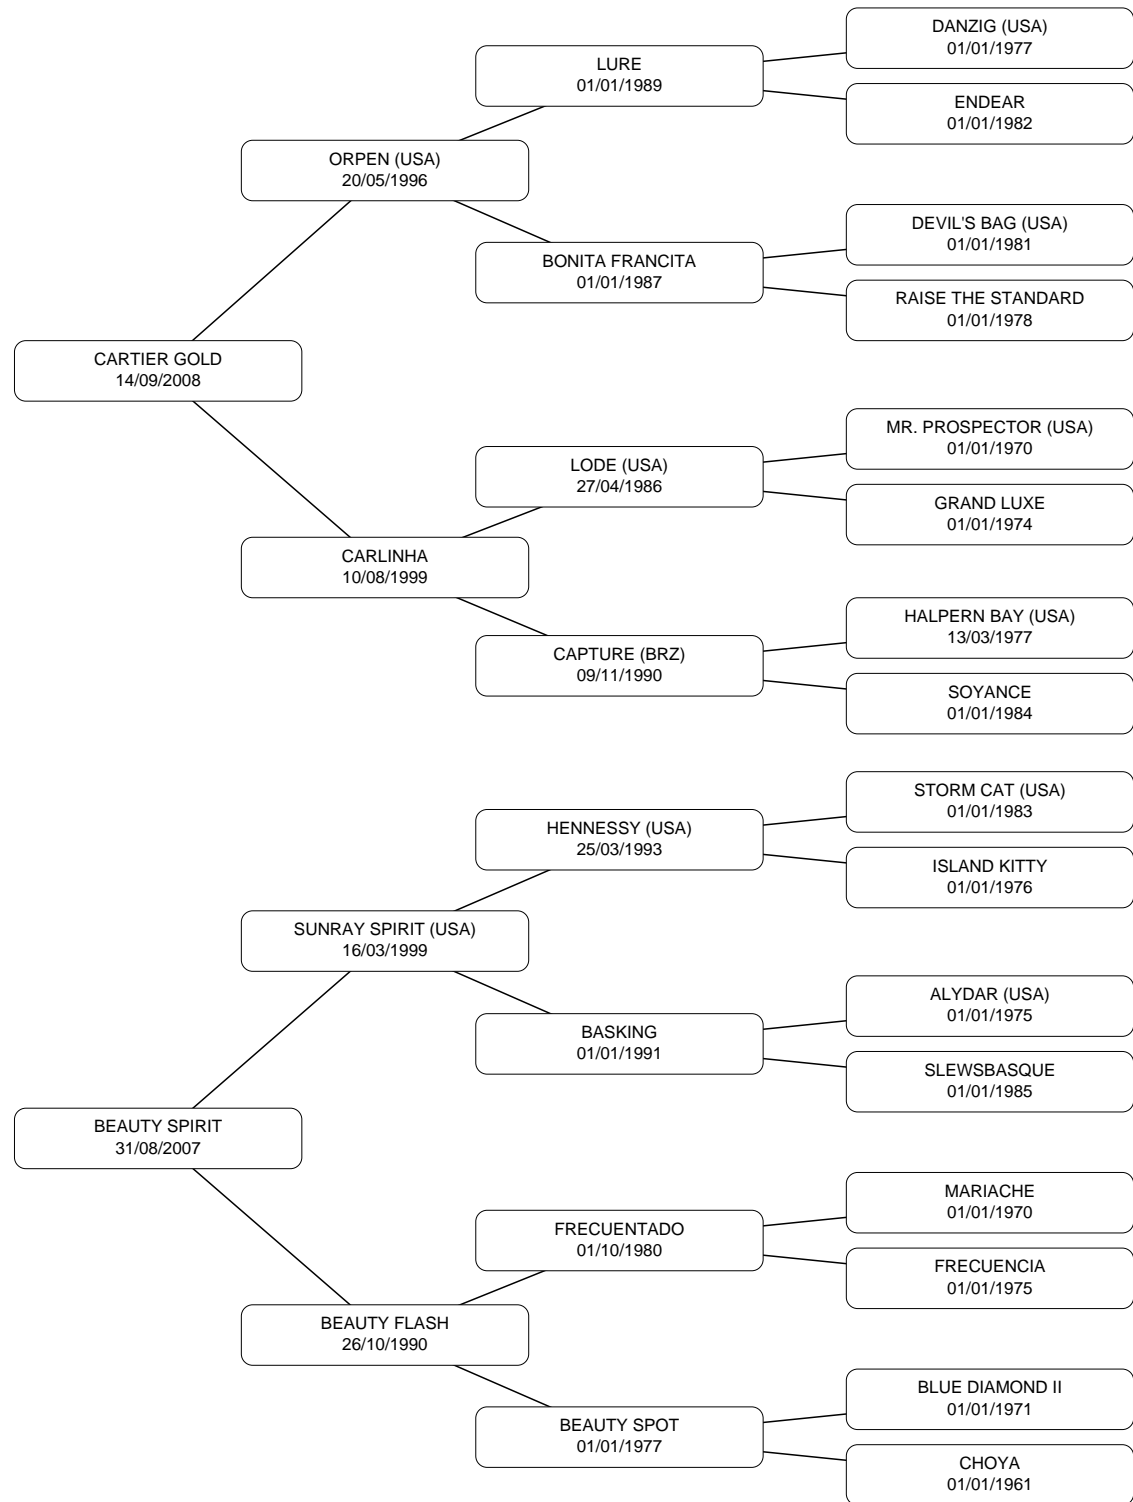 DANZIG (USA)
01/01/1977
LURE
01/01/1989
ENDEAR
01/01/1982
ORPEN (USA)
20/05/1996
DEVIL'S BAG (USA)
01/01/1981
BONITA FRANCITA
01/01/1987
RAISE THE STANDARD
01/01/1978
CARTIER GOLD
14/09/2008
MR. PROSPECTOR (USA)
01/01/1970
LODE (USA)
27/04/1986
GRAND LUXE
01/01/1974
CARLINHA
10/08/1999
HALPERN BAY (USA)
13/03/1977
CAPTURE (BRZ)
09/11/1990
SOYANCE
01/01/1984
STORM CAT (USA)
01/01/1983
HENNESSY (USA)
25/03/1993
ISLAND KITTY
01/01/1976
SUNRAY SPIRIT (USA)
16/03/1999
ALYDAR (USA)
01/01/1975
BASKING
01/01/1991
SLEWSBASQUE
01/01/1985
BEAUTY SPIRIT
31/08/2007
MARIACHE
01/01/1970
FRECUENTADO
01/10/1980
FRECUENCIA
01/01/1975
BEAUTY FLASH
26/10/1990
BLUE DIAMOND II
01/01/1971
BEAUTY SPOT
01/01/1977
CHOYA
01/01/1961